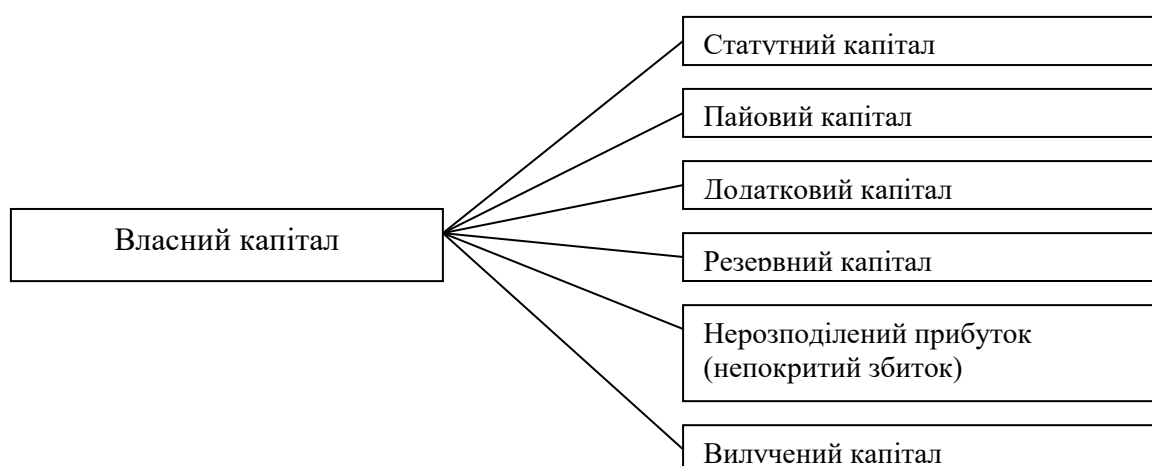 Статутний капітал
Пайовий капітал
Додатковий капітал
Власний капітал
Резервний капітал
Нерозподілений прибуток
(непокритий збиток)
Вилучений капітал